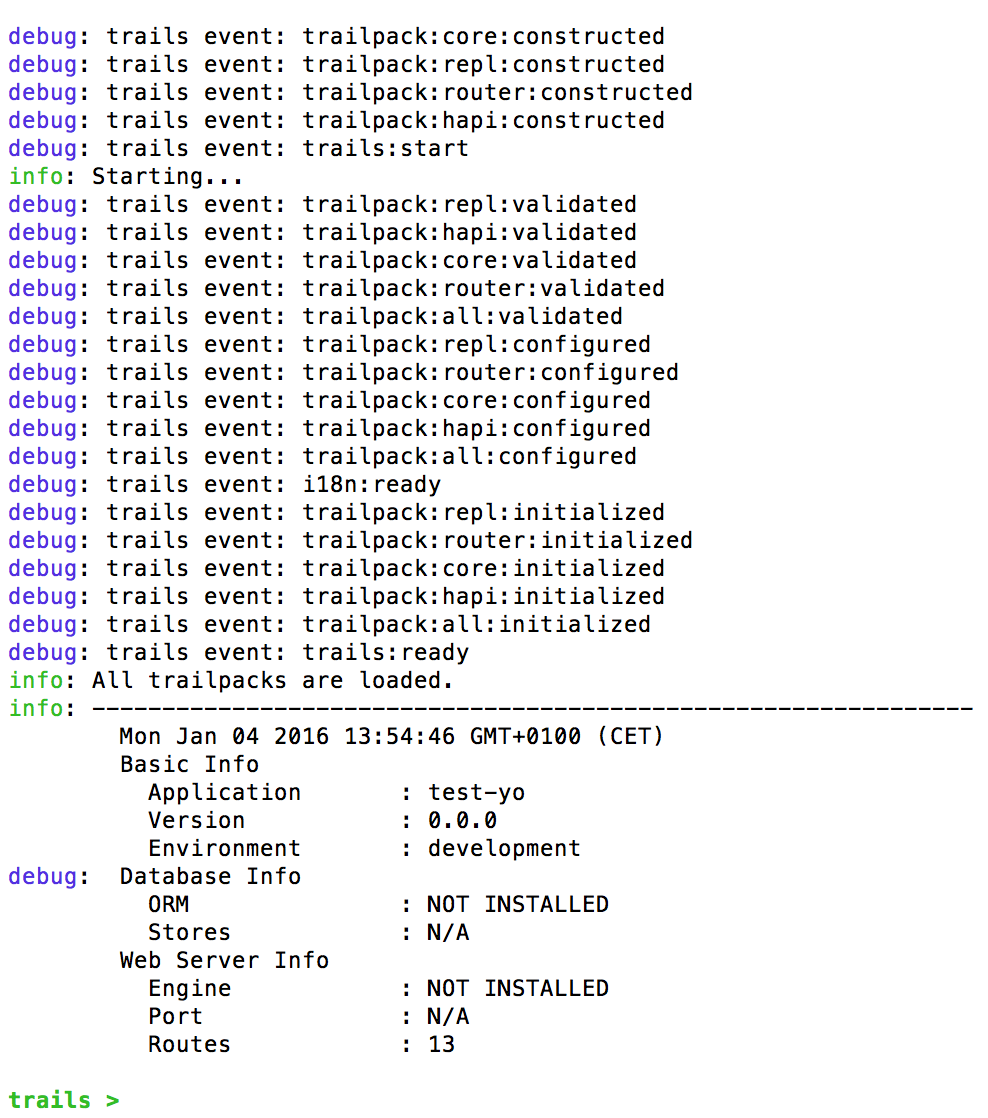 debug: trails event: trailpack:core:constructed
debug: trails event: trailpack:repl:constructed
debug: trails event: trailpack:router:constructed
debug: trails event: trailpack:hapi:constructed
debug: trails event: trails:start
info: Starting...
debug: trails event: trailpack:repl:validated
debug: trails event: trailpack:hapi:validated
debug: trails event: trailpack:core:validated
debug: trails event: trailpack:router:validated
debug: trails event: trailpack:all:validated
debug: trails event: trailpack:repl:configured
debug: trails event: trailpack:router:configured
debug: trails event: trailpack:core:configured
debug: trails event: trailpack:hapi:configured
debug: trails event: trailpack:all:configured
debug: trails event: i18n:ready
debug: trails event: trailpack:repl:initialized
debug: trails event: trailpack:router:initialized
debug: trails event: trailpack:core:initialized
debug: trails event: trailpack:hapi:initialized
debug: trails event: trailpack:all:initialized
debug: trails event: trails:ready
info: All trailpacks are loaded.
info: ---------------------------------------------------------------
        Mon Jan 04 2016 13:54:46 GMT+0100 (CET)
        Basic Info
          Application       : test-yo
          Version           : 0.0.0
          Environment       : development
debug:  Database Info
          ORM               : NOT INSTALLED
          Stores            : N/A
        Web Server Info
          Engine            : NOT INSTALLED
          Port              : N/A
          Routes            : 13
trails >